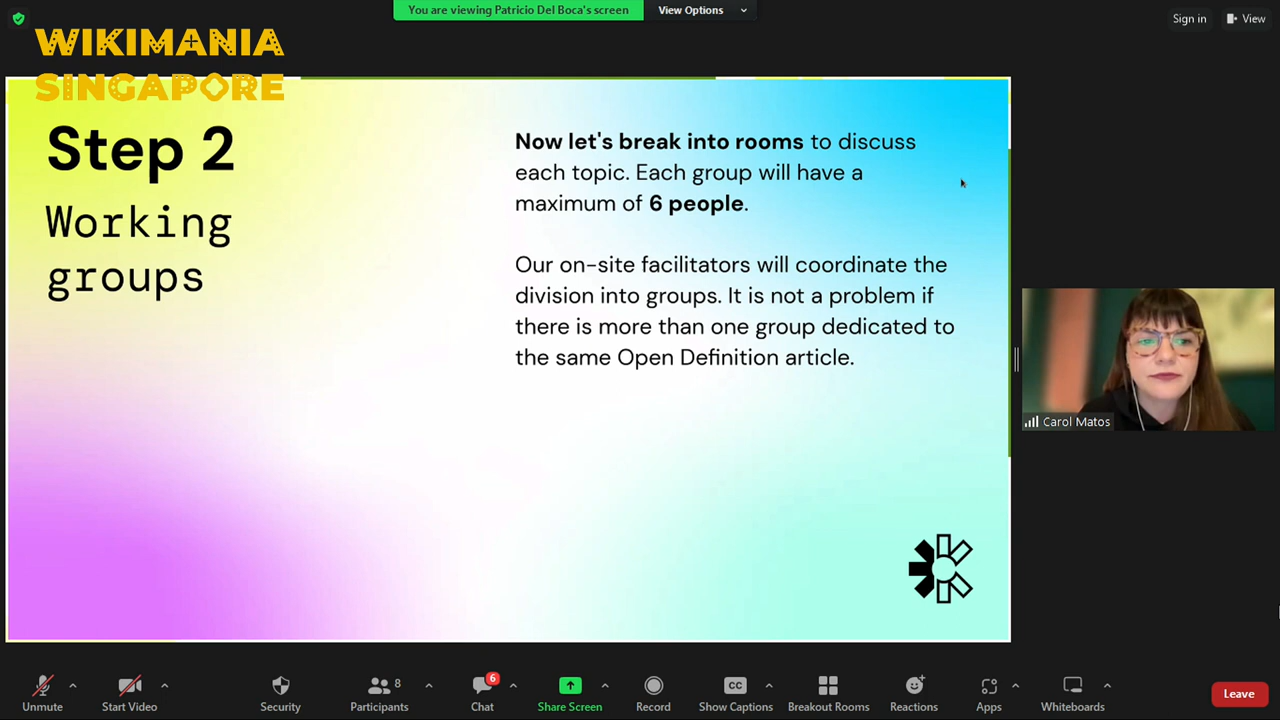 You are viewing Patricio Del Boca's screen
View Options
Sign in
View
WIKIMANIA
SINGAPORE
Step 2
Working
groups
Now let's break into rooms to discuss
each topic. Each group will have a
maximum of 6 people.
Our on-site facilitators will coordinate the
division into groups. It is not a problem if
there is more than one group dedicated to
the same Open Definition article.
Carol Matos
8
6
CC
Unmute
Start Video
Security
Participants
Chat
Share Screen
Record
Show Captions
Breakout Rooms
Reactions
Apps
Whiteboards
Leave